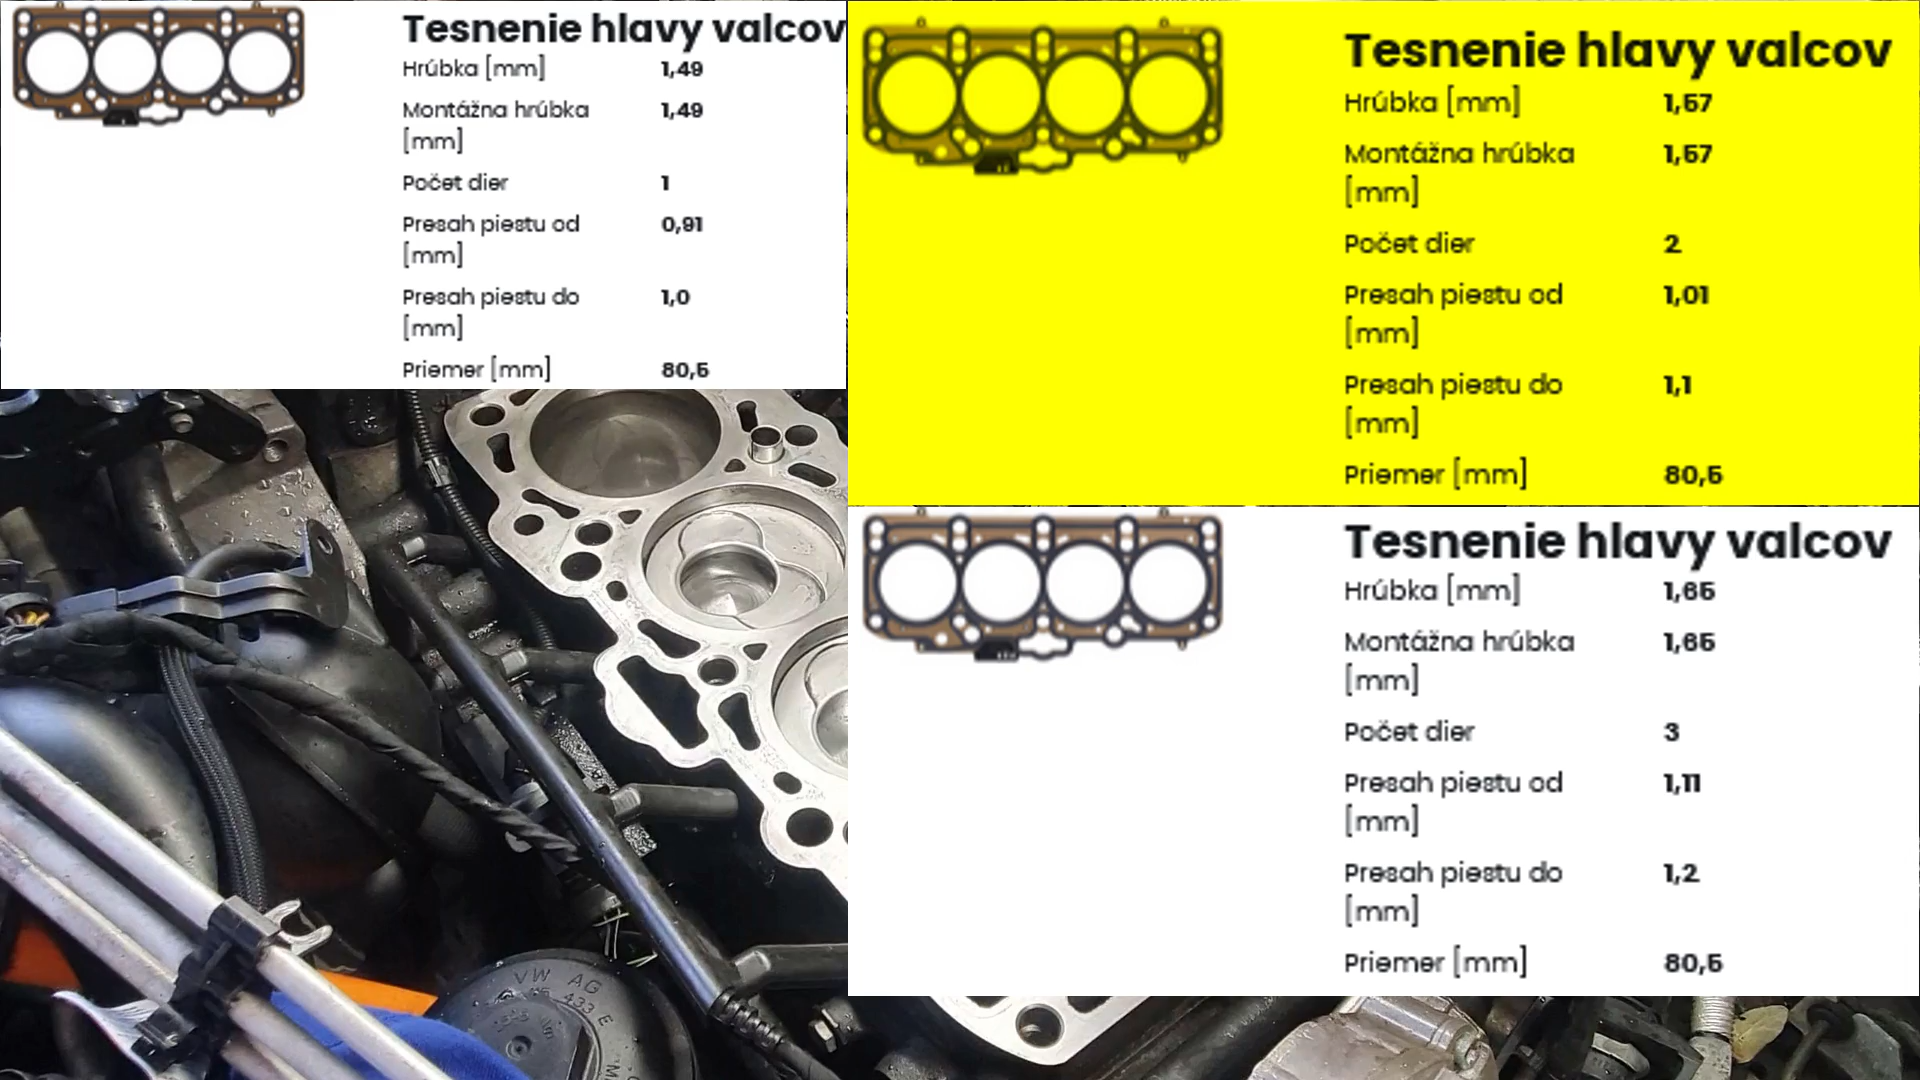 Tesnenie hlavy valcov
Hrúbka [mm] 1,49
Montážna hrúbka 1,49
[mm]
Počet dier 1
Presah piestu od 0,91
[mm]
Presah piestu do 1,0
[mm]
Priemer [mm] 80,5
Tesnenie hlavy valcov
Hrúbka [mm] 1,57
Montážna hrúbka 1,57
[mm]
Počet dier 2
Presah piestu od 1,01
[mm]
Presah piestu do 1,1
[mm]
Priemer [mm] 80,5
Tesnenie hlavy valcov
Hrúbka [mm] 1,65
Montážna hrúbka 1,65
[mm]
Počet dier 3
Presah piestu od 1,11
[mm]
Presah piestu do 1,2
[mm]
Priemer [mm] 80,5
VW AG
433 E